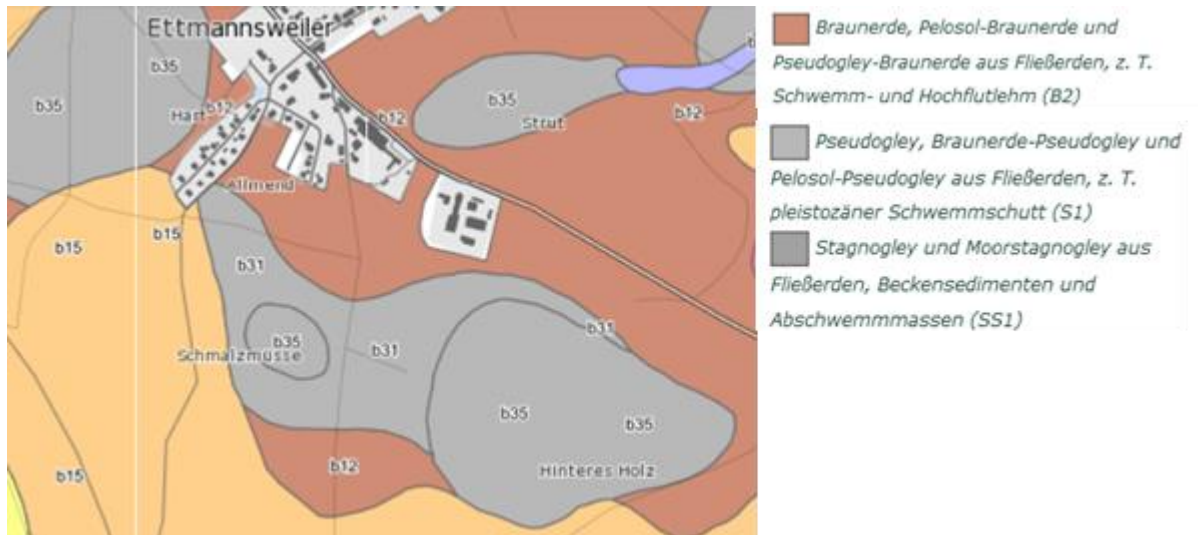 Ettmannsweiler
b35
b35
Hart
b12
b12
b35
Strut
b12
Allmend
b15
b15
b31
b31
b35
Schmalzmüsse
b31
b35
b35
b15
b12
Hinteres Holz
Braunerde, Pelosol-Braunerde und
Pseudogley-Braunerde aus Fließerden, z. T.
Schwemm- und Hochflutlehm (B2)
Pseudogley, Braunerde-Pseudogley und
Pelosol-Pseudogley aus Fließerden, z. T.
pleistozäner Schwemmschutt (S1)
Stagnogley und Moorstagnogley aus
Fließerden, Beckensedimenten und
Abschwemmmassen (SS1)